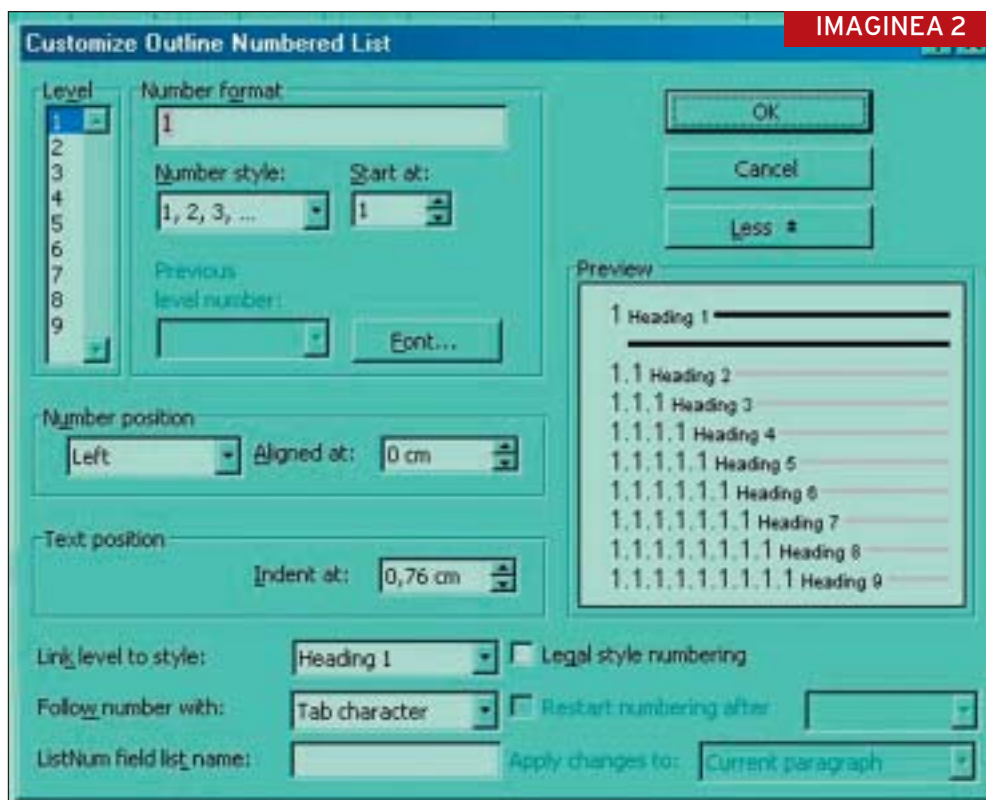 IMAGINEA 2
Customize Outline Numbered List
Level
1
2
3
4
5
6
7
8
9
Number format
1
Number style:
1, 2, 3, ...
Start at:
1
Previous
level number:
Font...
OK
Cancel
Less
Preview
1 Heading 1
1.1 Heading 2
1.1.1 Heading 3
1.1.1.1 Heading 4
1.1.1.1.1 Heading 5
1.1.1.1.1.1 Heading 6
1.1.1.1.1.1.1 Heading 7
1.1.1.1.1.1.1.1 Heading 8
1.1.1.1.1.1.1.1.1 Heading 9
Number position
Left
Aligned at:
0 cm
Text position
Indent at:
0,76 cm
Link level to style:
Heading 1
Legal style numbering
Follow number with:
Tab character
Restart numbering after
ListNum field list name:
Apply changes to:
Current paragraph